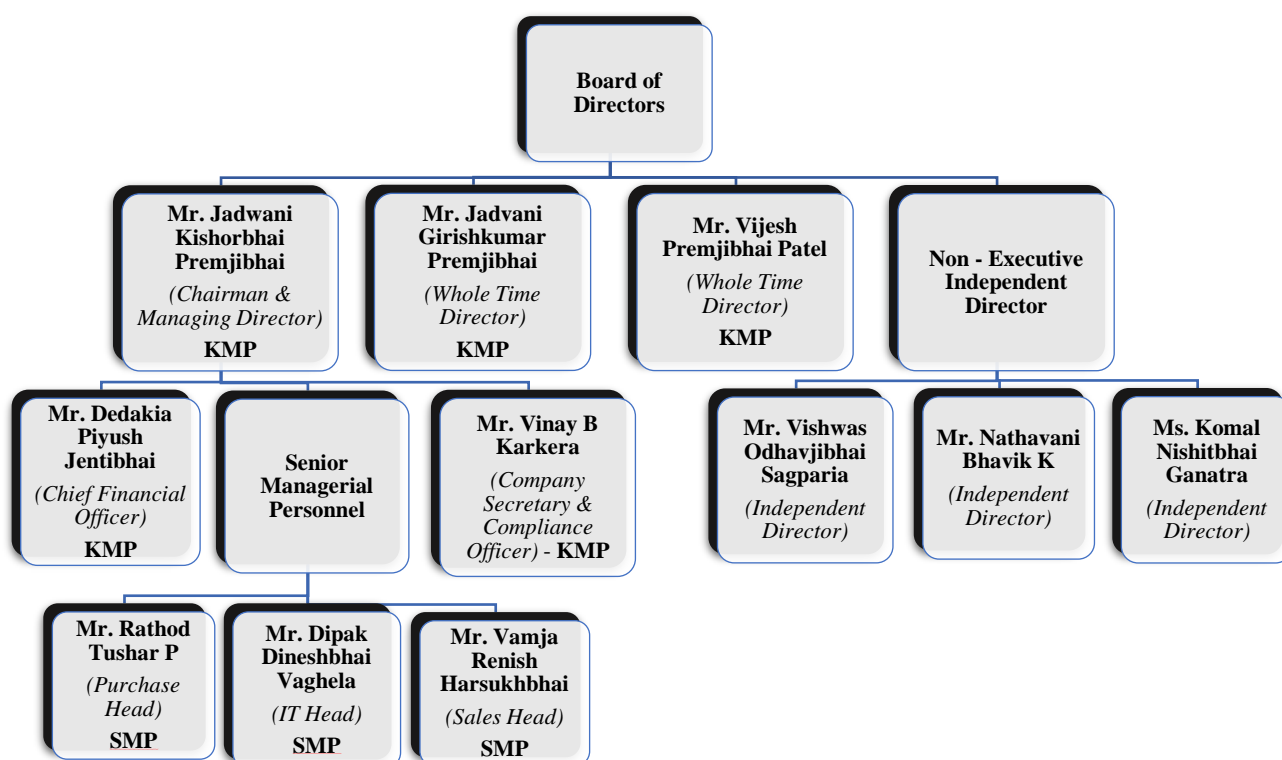 Board of
Directors
Mr. Jadwani
Kishorbhai
Premjibhai
(Chairman &
Managing Director)
KMP
Mr. Jadvani
Girishkumar
Premjibhai
(Whole Time
Director)
KMP
Mr. Vijesh
Premjibhai Patel
(Whole Time
Director)
KMP
Non - Executive
Independent
Director
Mr. Dedakia
Piyush
Jentibhai
(Chief Financial
Officer)
KMP
Senior
Managerial
Personnel
Mr. Vinay B
Karkera
(Company
Secretary &
Compliance
Officer) - KMP
Mr. Vishwas
Odhavjibhai
Sagparia
(Independent
Director)
Mr. Nathavani
Bhavik K
(Independent
Director)
Ms. Komal
Nishitbhai
Ganatra
(Independent
Director)
Mr. Rathod
Tushar P
(Purchase
Head)
SMP
Mr. Dipak
Dineshbhai
Vaghela
(IT Head)
SMP
Mr. Vamja
Renish
Harsukhbhai
(Sales Head)
SMP